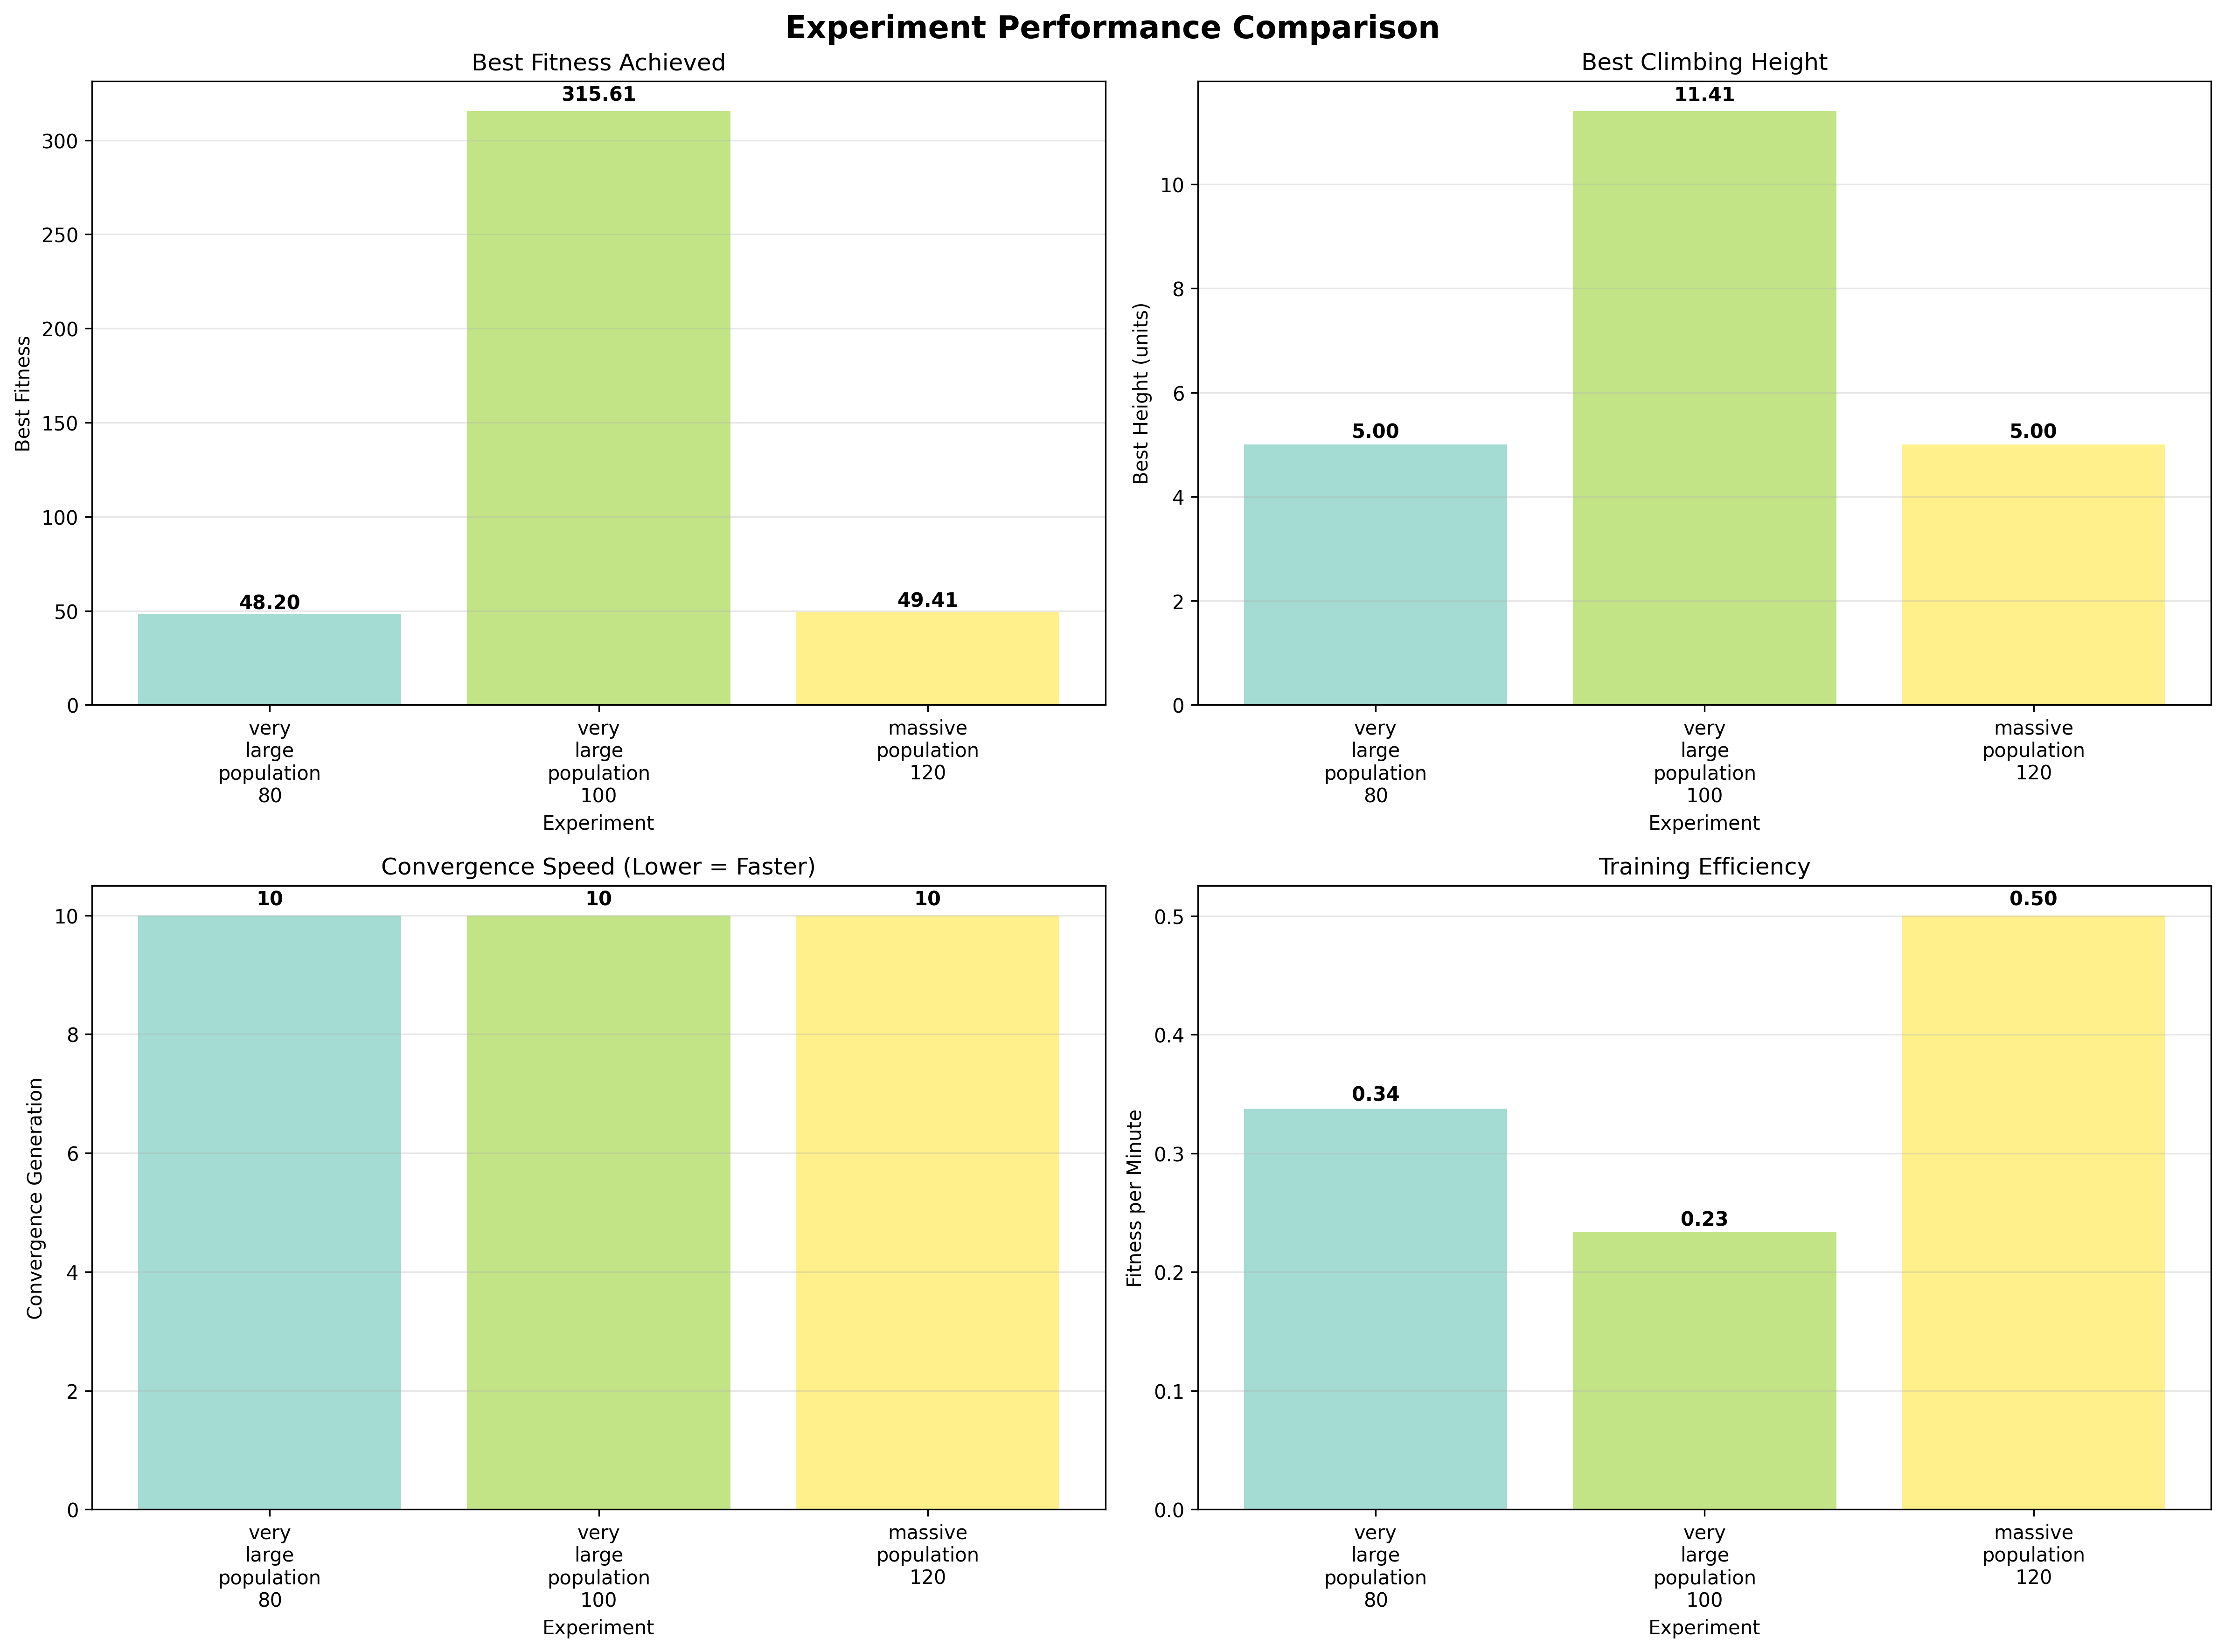 Experiment Performance Comparison
Best Fitness Achieved
Best Fitness
300
250
200
150
100
50
0
48.20
315.61
49.41
very
large
population
80
very
large
population
100
massive
population
120
Experiment
Best Climbing Height
Best Height (units)
10
8
6
4
2
0
5.00
11.41
5.00
very
large
population
80
very
large
population
100
massive
population
120
Experiment
Convergence Speed (Lower = Faster)
Convergence Generation
10
8
6
4
2
0
10
10
10
very
large
population
80
very
large
population
100
massive
population
120
Experiment
Training Efficiency
Fitness per Minute
0.5
0.4
0.3
0.2
0.1
0.0
0.34
0.23
0.50
very
large
population
80
very
large
population
100
massive
population
120
Experiment